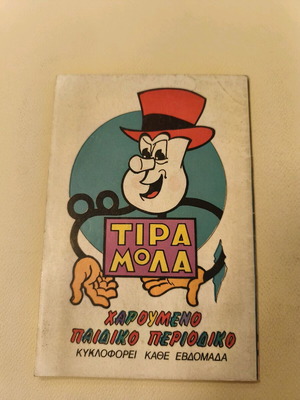 ΤΙΡΑ
ΜΟΛΑ
ΧΑΡΟΥΜΕΝΟ
ΠΑΙΔΙΚΟ ΠΕΡΙΟΔΙΚΟ
ΚΥΚΛΟΦΟΡΕΙ ΚΑΘΕ ΕΒΔΟΜΑΔΑ